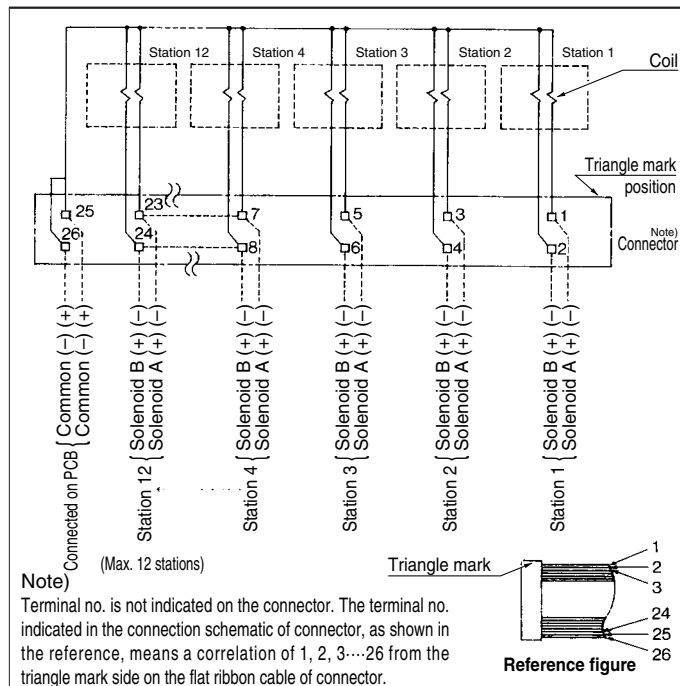 Station 12 Station 4 Station 3 Station 2 Station 1
Coil
Triangle mark
position
25 23 7 5 3 1
26 24 8 6 4 2
Note)
Connector
Connected on PCB { Common (−) (+)
Common (−) (+)
Station 12 { Solenoid B (+) (−)
Solenoid A (+) (−)
Station 4 { Solenoid B (+) (−)
Solenoid A (+) (−)
Station 3 { Solenoid B (+) (−)
Solenoid A (+) (−)
Station 2 { Solenoid B (+) (−)
Solenoid A (+) (−)
Station 1 { Solenoid B (+) (−)
Solenoid A (+) (−)
(Max. 12 stations)
Note)
Terminal no. is not indicated on the connector. The terminal no.
indicated in the connection schematic of connector, as shown in
the reference, means a correlation of 1, 2, 3····26 from the
triangle mark side on the flat ribbon cable of connector.
Triangle mark
1
2
3
24
25
26
Reference figure